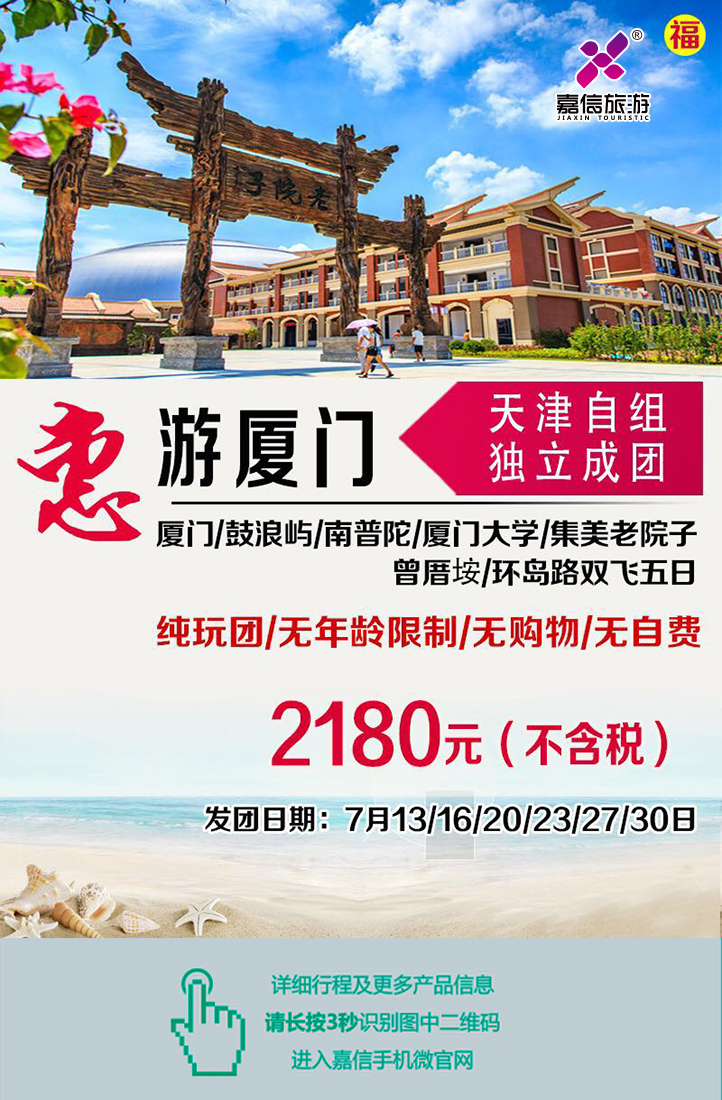 福
®
嘉信旅游
JIAXIN TOURISTIC
老院子
惠
游厦门
天津自组
独立成团
厦门/鼓浪屿/南普陀/厦门大学/集美老院子
曾厝垵/环岛路双飞五日
纯玩团/无年龄限制/无购物/无自费
2180元（不含税）
发团日期：7月13/16/20/23/27/30日
详细行程及更多产品信息
请长按3秒识别图中二维码
进入嘉信手机微官网